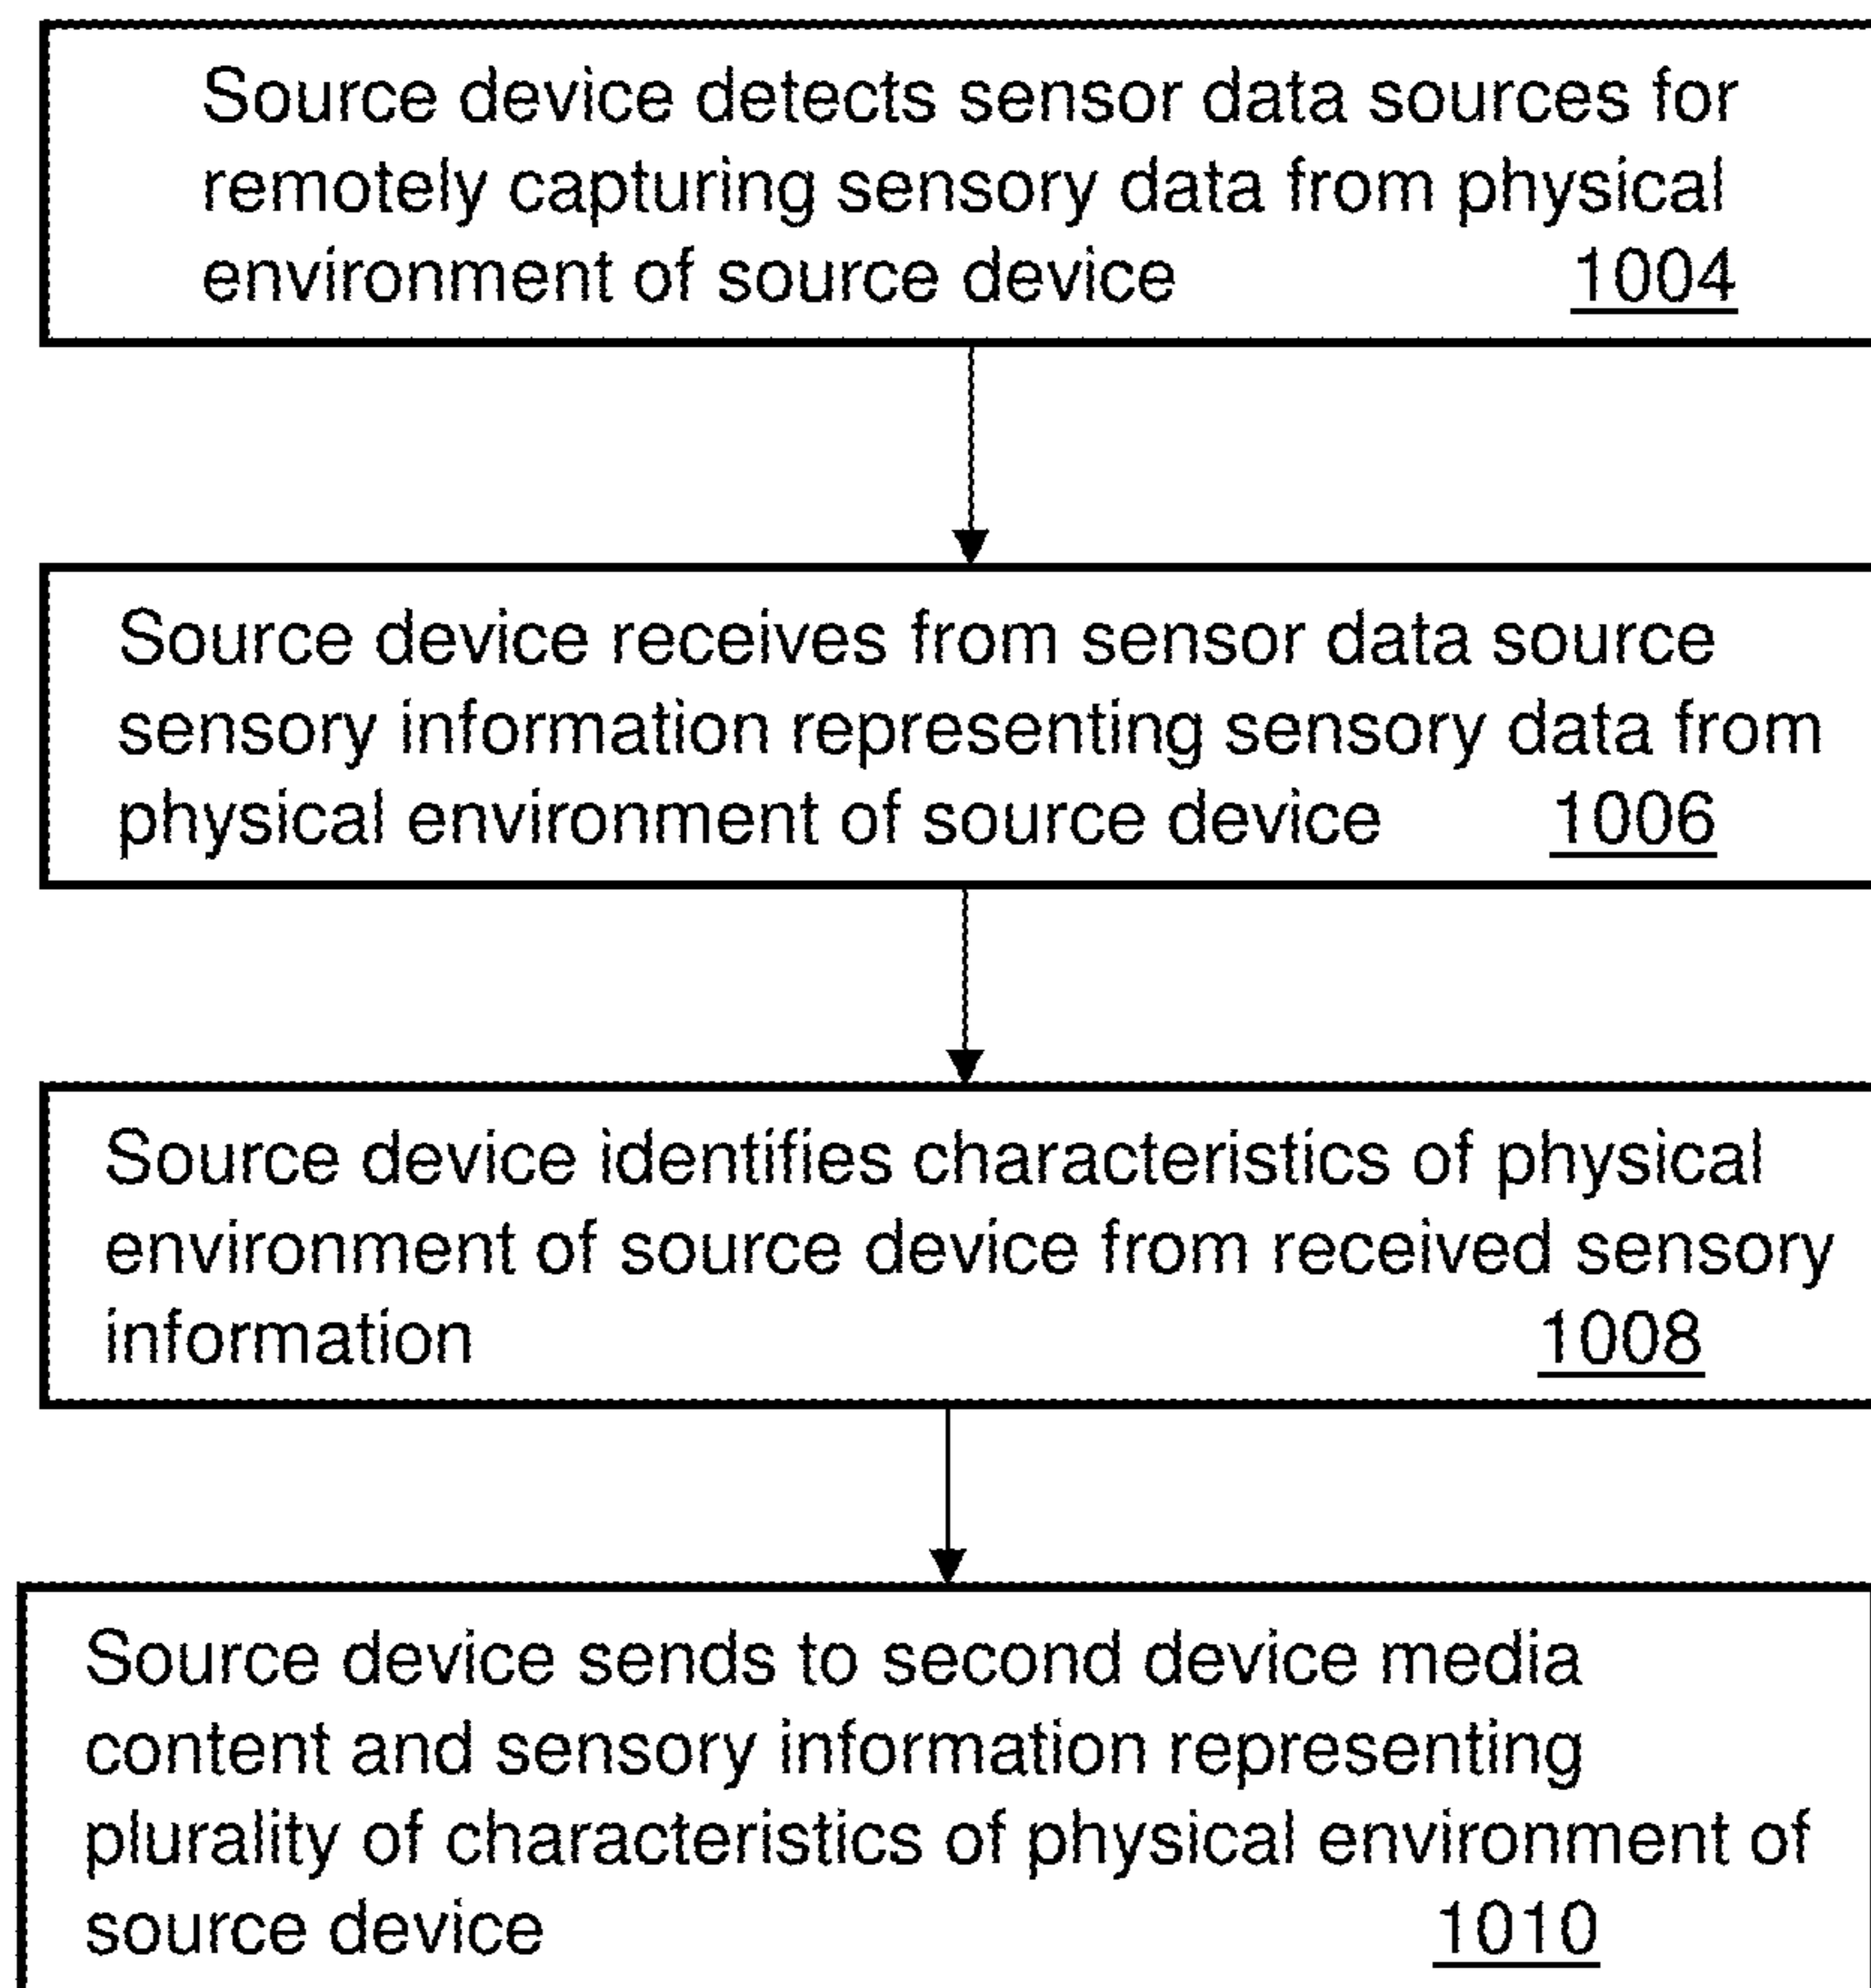 Source device detects sensor data sources for
remotely capturing sensory data from physical
environment of source device 1004
Source device receives from sensor data source
sensory information representing sensory data from
physical environment of source device 1006
Source device identifies characteristics of physical
environment of source device from received sensory
information 1008
Source device sends to second device media
content and sensory information representing
plurality of characteristics of physical environment of
source device 1010